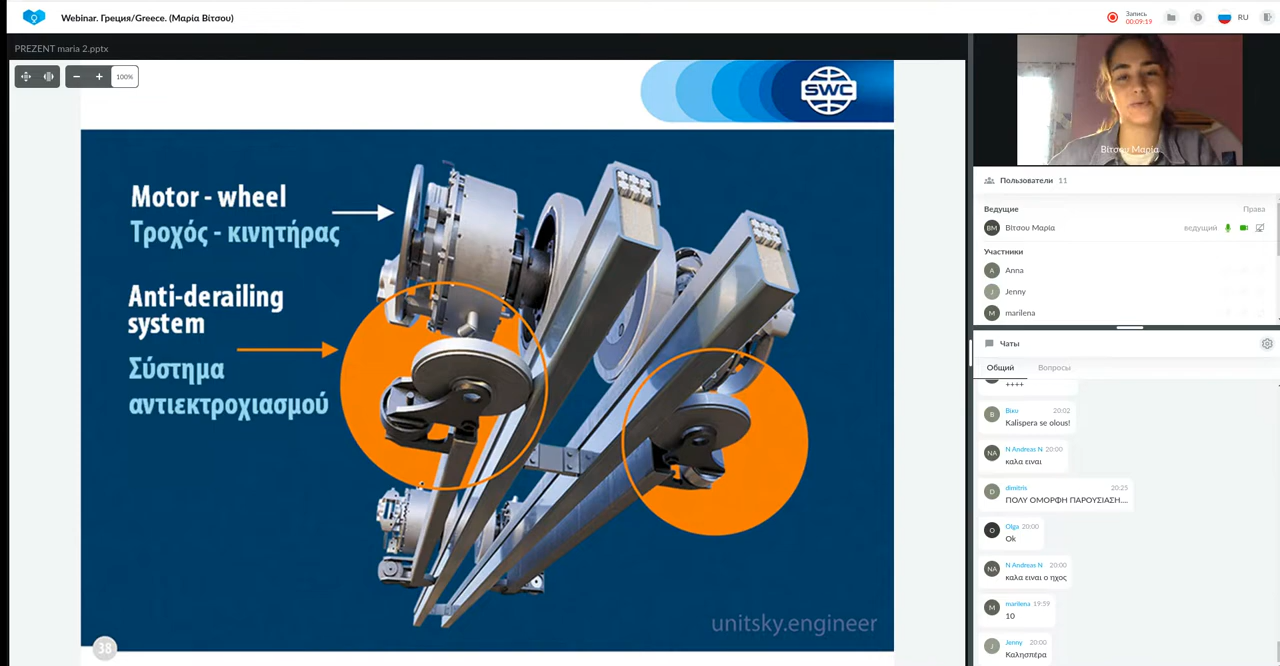 Webinar. Греция/Greece. (Μαρία Βίτσου)
Запись
00:09:19
RU
PREZENT maria 2.pptx
100%
SWC
Motor - wheel
Τροχός - κινητήρας
Anti-derailing
system
Σύστημα
αντιεκτροχιασμού
unitsky.engineer
38
Βίτσου Μαρία
Пользователи 11
Ведущие Права
ВМ Βίτσου Μαρία ведущий
Участники
A Anna
J Jenny
M marilena
Чаты
Общий Вопросы
++++
B Bixu 20:02
Kalispera se olous!
NA N Andreas N 20:00
καλα ειναι
D dimitris 20:25
ΠΟΛΥ ΟΜΟΡΦΗ ΠΑΡΟΥΣΙΑΣΗ....
O Olga 20:00
Ok
NA N Andreas N 20:00
καλα ειναι ο ηχος
M marilena 19:59
10
J Jenny 20:00
Καλησπέρα